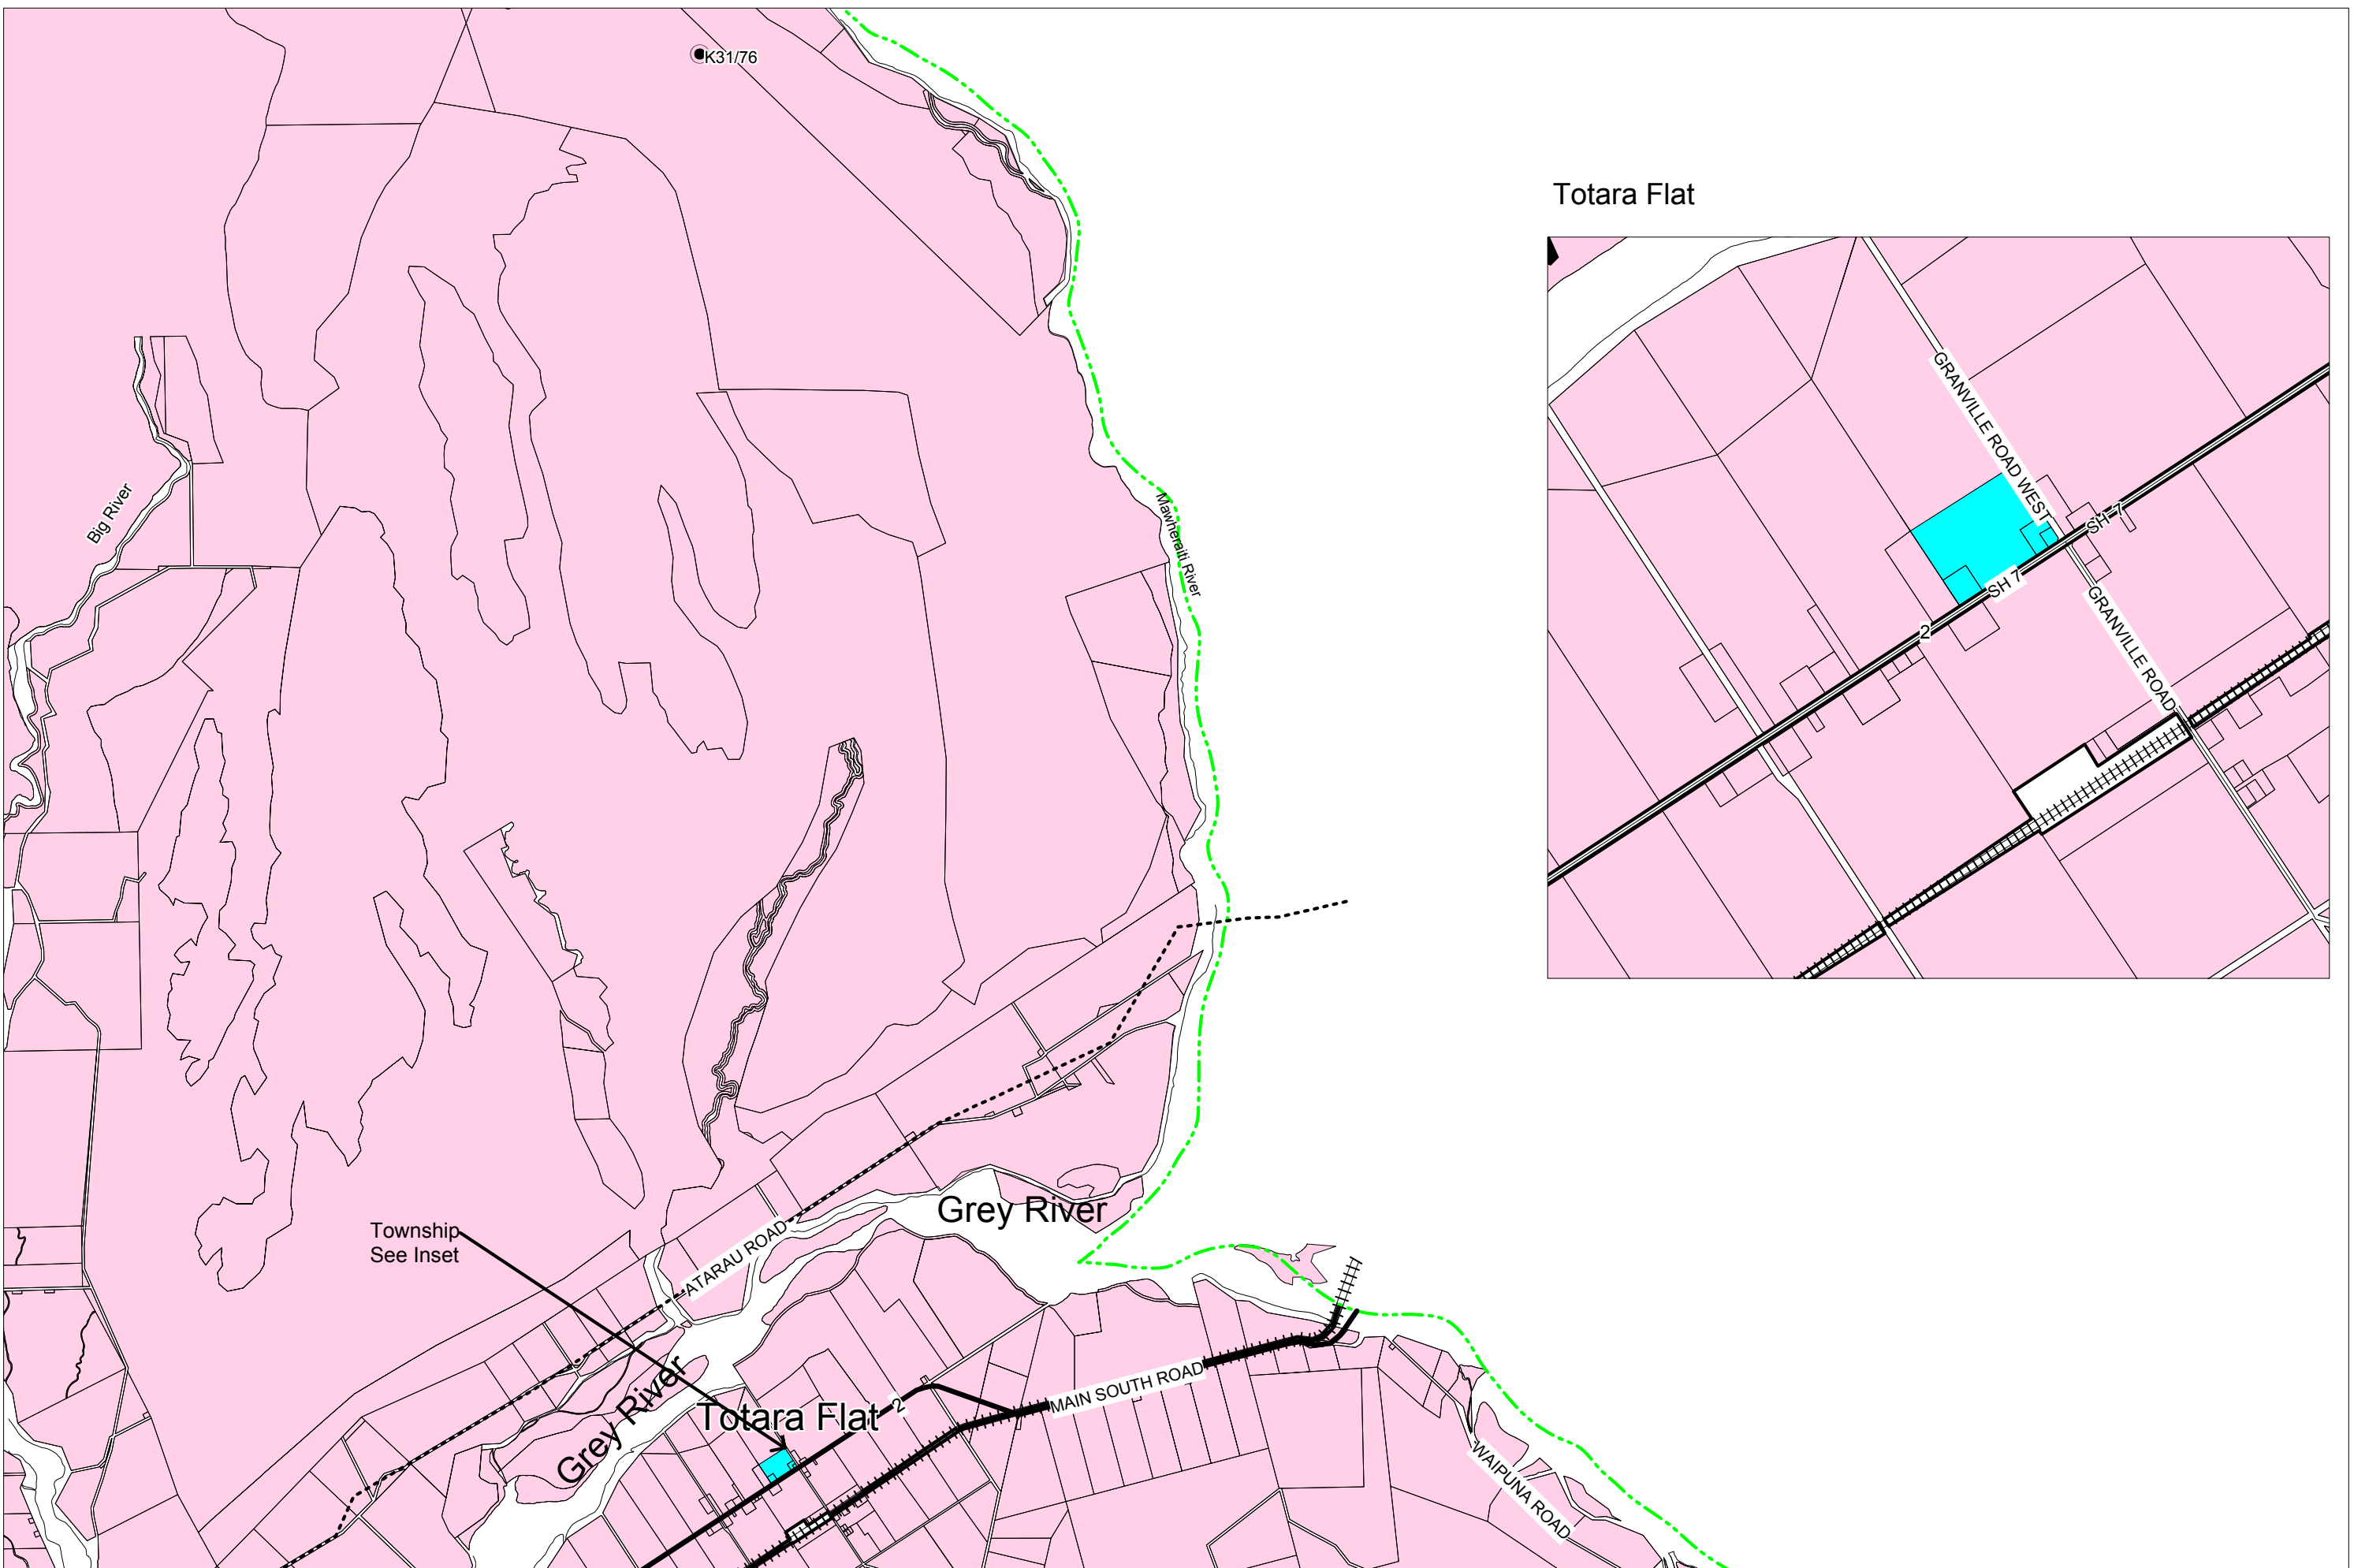 K31/76
Totara Flat
GRANVILLE ROAD WEST
SH 7
SH 7
2
GRANVILLE ROAD
Big River
Mawheraiti River
Township
See Inset
Grey River
ATARAU ROAD
Grey River
Totara Flat
2
MAIN SOUTH ROAD
WAIPUNA ROAD